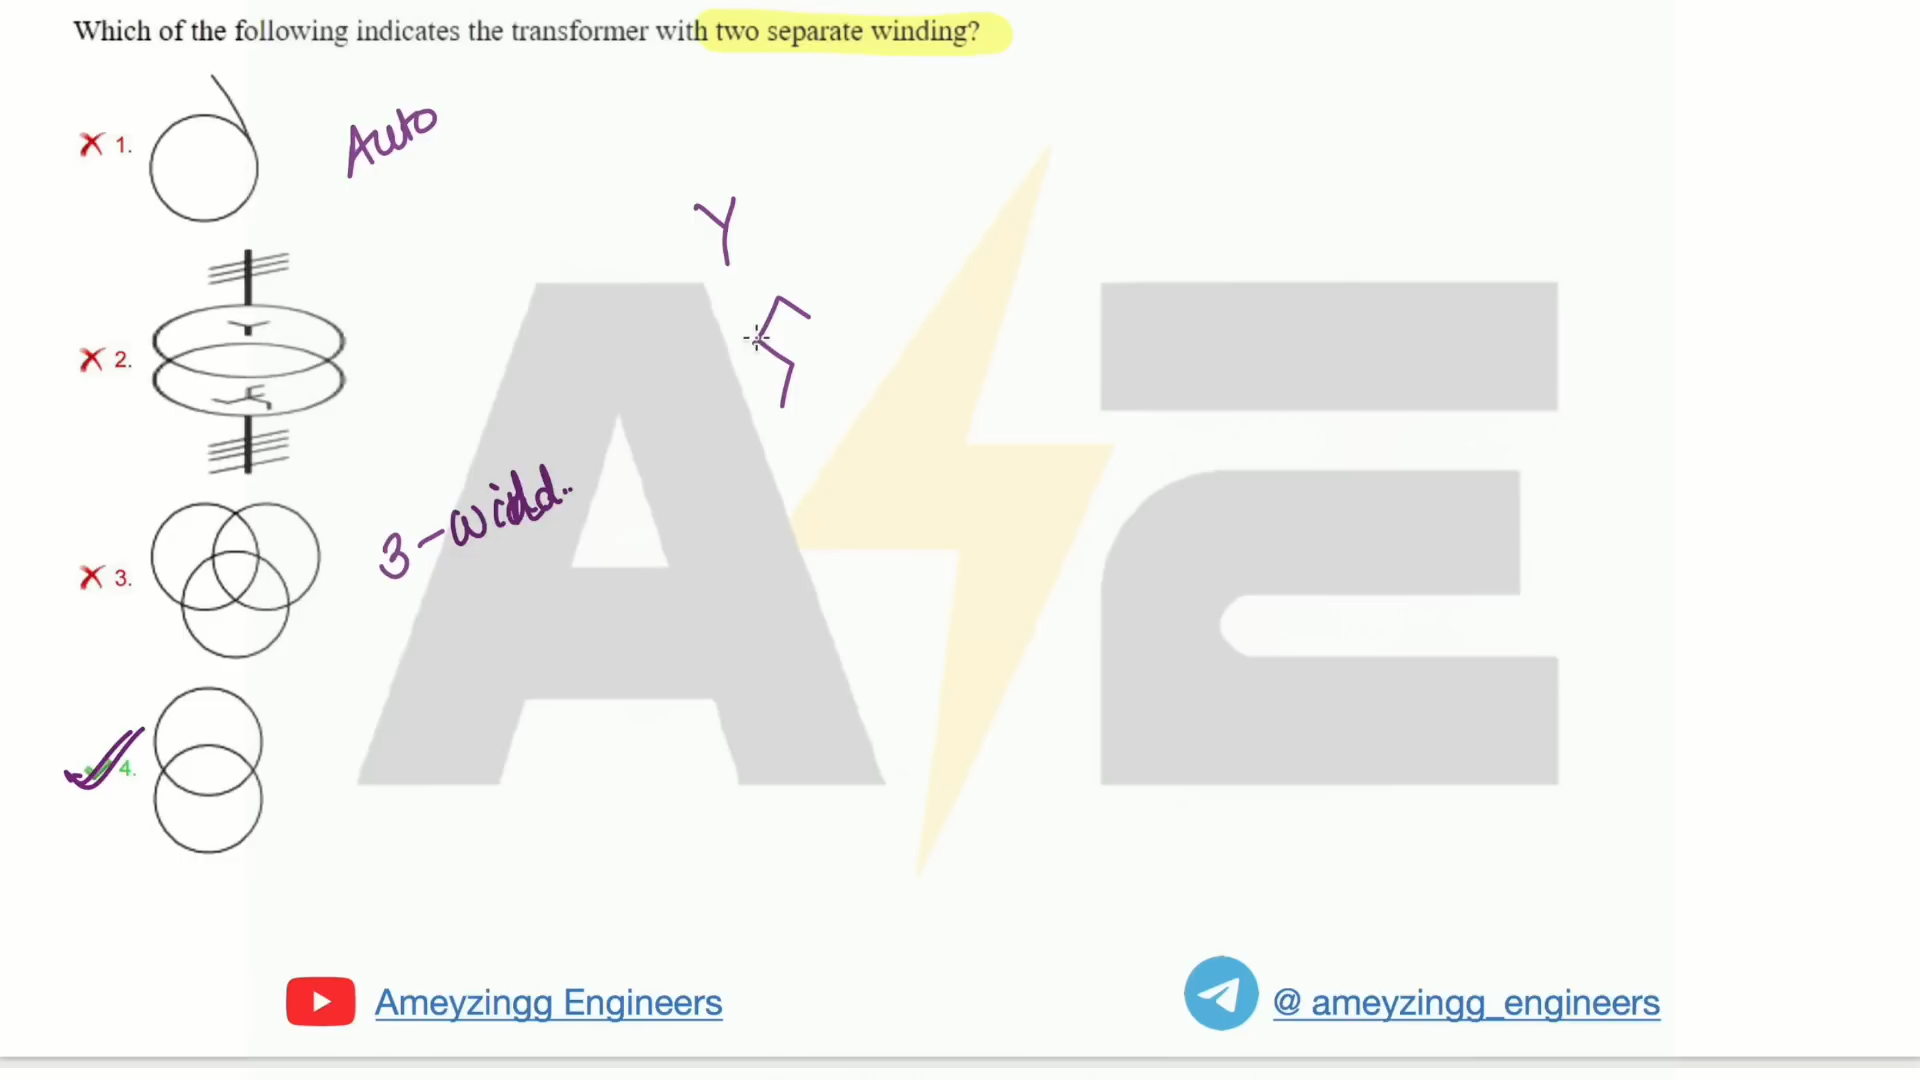 Which of the following indicates the transformer with two separate winding?
1.
Auto
Y
2.
3-wind..
3.
4.
AE
Ameyzingg Engineers
@ ameyzingg_engineers